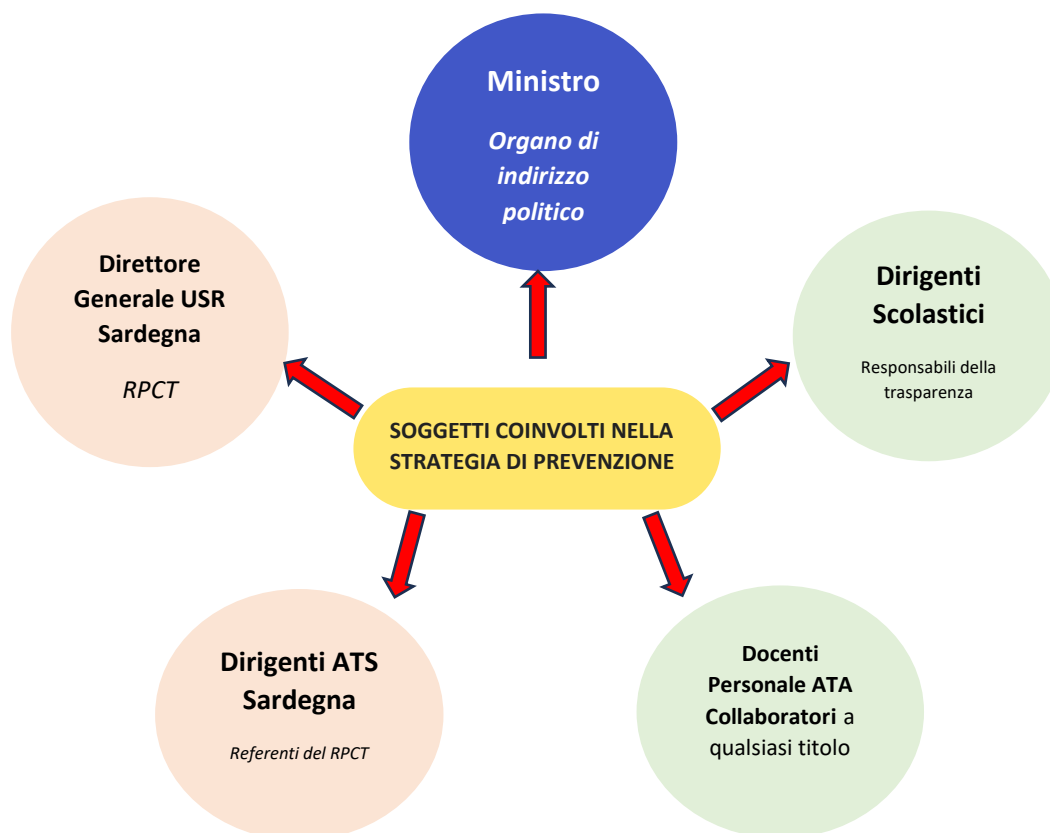 Ministro
Organo di
indirizzo
politico
Direttore
Generale USR
Sardegna
RPCT
Dirigenti
Scolastici
Responsabili della
trasparenza
SOGGETTI COINVOLTI NELLA
STRATEGIA DI PREVENZIONE
Dirigenti ATS
Sardegna
Referenti del RPCT
Docenti
Personale ATA
Collaboratori a
qualsiasi titolo